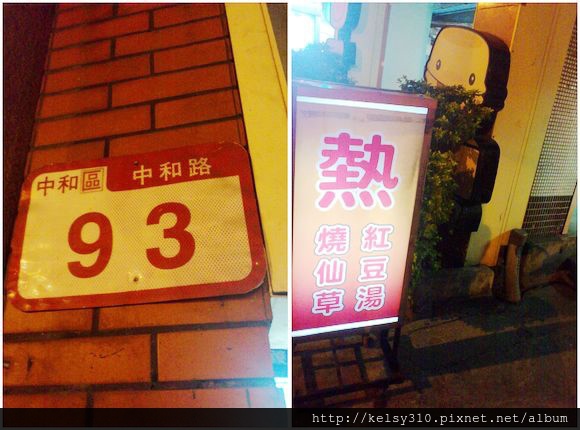 中和區 中和路
93
熱
紅豆湯
燒仙草
http://kelsy310.pixnet.net/album